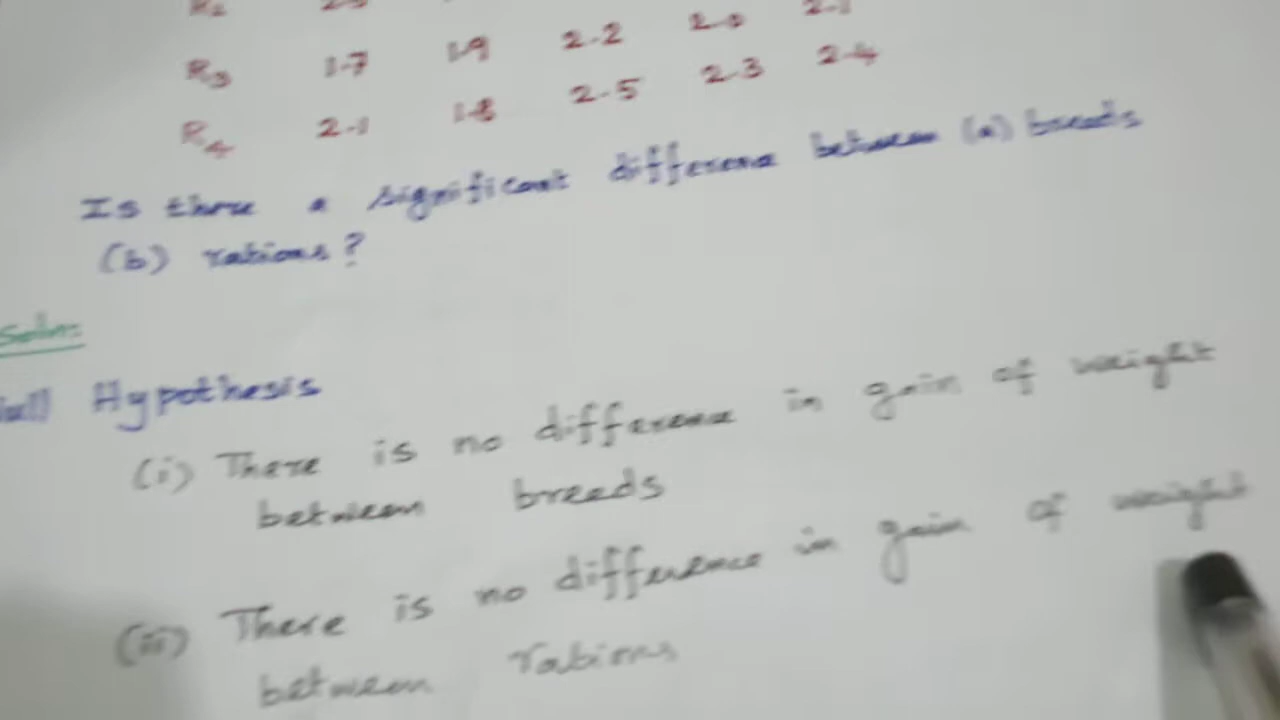 R3 1.7 1.9 2.2 2.0
R4 2.1 1.8 2.5 2.3 2.4
Is there a significant difference between (a) breeds
(b) rations?
Soln:
Hypothesis
(i) There is no difference in gain of weight
between breeds
(ii) There is no difference in gain of weight
between rations